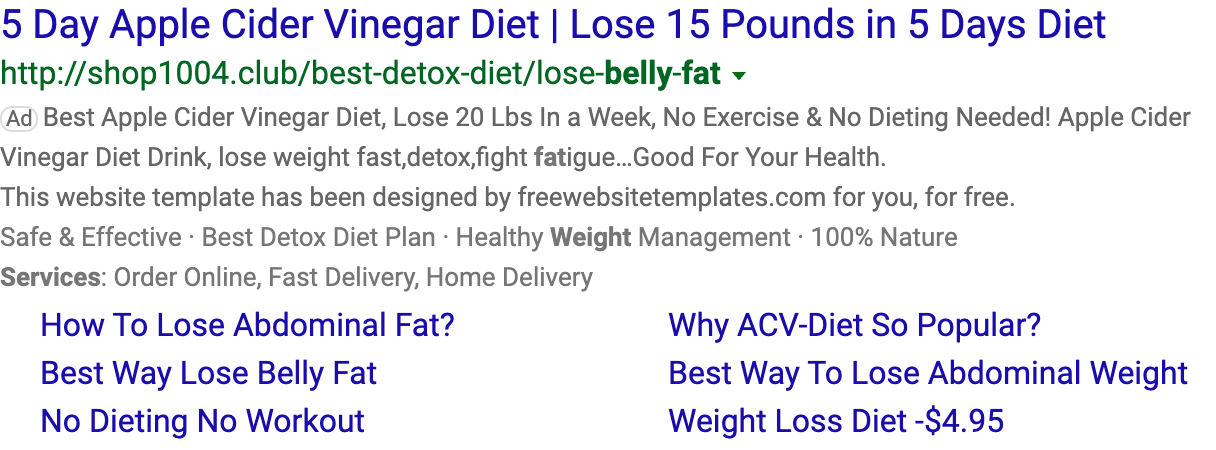 5 Day Apple Cider Vinegar Diet | Lose 15 Pounds in 5 Days Diet
http://shop1004.club/best-detox-diet/lose-belly-fat
Ad Best Apple Cider Vinegar Diet, Lose 20 Lbs In a Week, No Exercise & No Dieting Needed! Apple Cider
Vinegar Diet Drink, lose weight fast,detox,fight fatigue...Good For Your Health.
This website template has been designed by freewebsitetemplates.com for you, for free.
Safe & Effective · Best Detox Diet Plan · Healthy Weight Management · 100% Nature
Services: Order Online, Fast Delivery, Home Delivery
How To Lose Abdominal Fat? Why ACV-Diet So Popular?
Best Way Lose Belly Fat Best Way To Lose Abdominal Weight
No Dieting No Workout Weight Loss Diet -$4.95